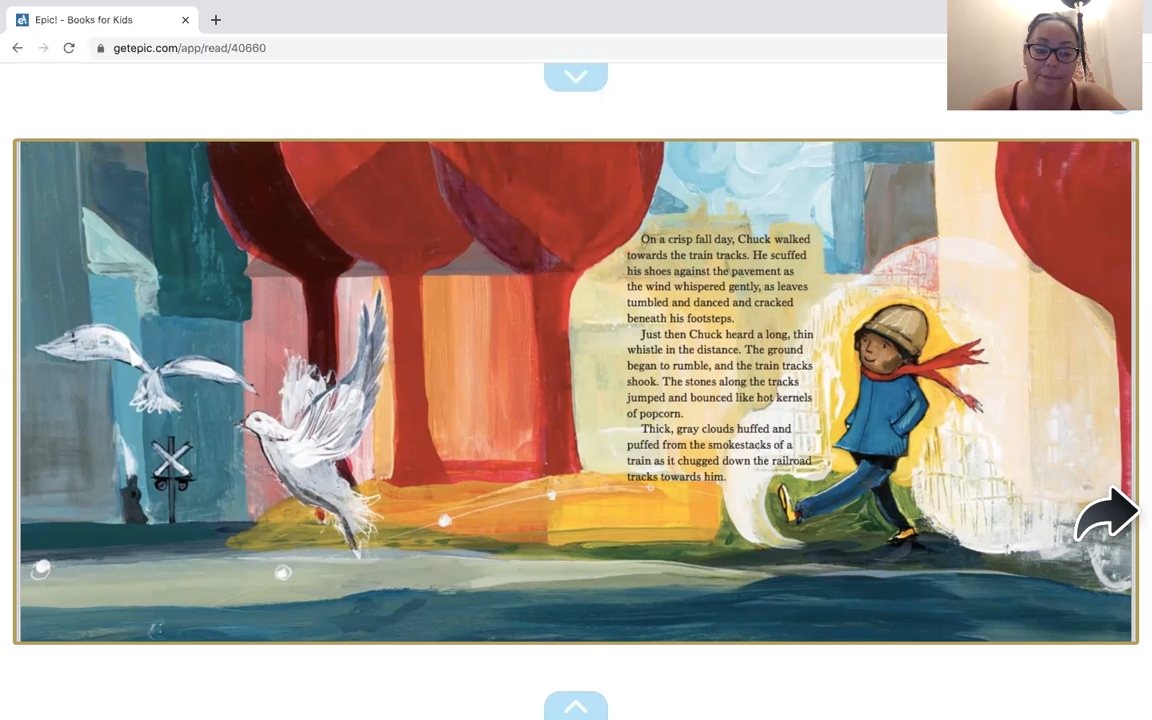 Epic! - Books for Kids
getepic.com/app/read/40660
On a crisp fall day, Chuck walked
towards the train tracks. He scuffed
his shoes against the pavement as
the wind whispered gently, as leaves
tumbled and danced and cracked
beneath his footsteps.
Just then Chuck heard a long, thin
whistle in the distance. The ground
began to rumble, and the train tracks
shook. The stones along the tracks
jumped and bounced like hot kernels
of popcorn.
Thick, gray clouds huffed and
puffed from the smokestacks of a
train as it chugged down the railroad
tracks towards him.